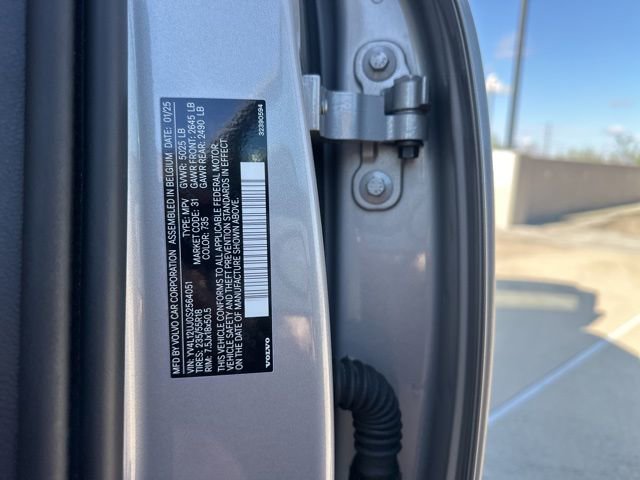 MFD BY VOLVO CAR CORPORATION ASSEMBLED IN BELGIUM DATE: 01/25
GVWR: 5025 LB
GAWR FRONT: 2645 LB
GAWR REAR: 2490 LB
VIN: YV4L12UJ0S2564051 TYPE: MPV
TIRES: 235/55R18 MARKET CODE: 31
RIM: 7.5Jx18x50.5 COLOR: 735
THIS VEHICLE CONFORMS TO ALL APPLICABLE FEDERAL MOTOR
VEHICLE SAFETY AND THEFT PREVENTION STANDARDS IN EFFECT
ON THE DATE OF MANUFACTURE SHOWN ABOVE.
VOLVO
32390594